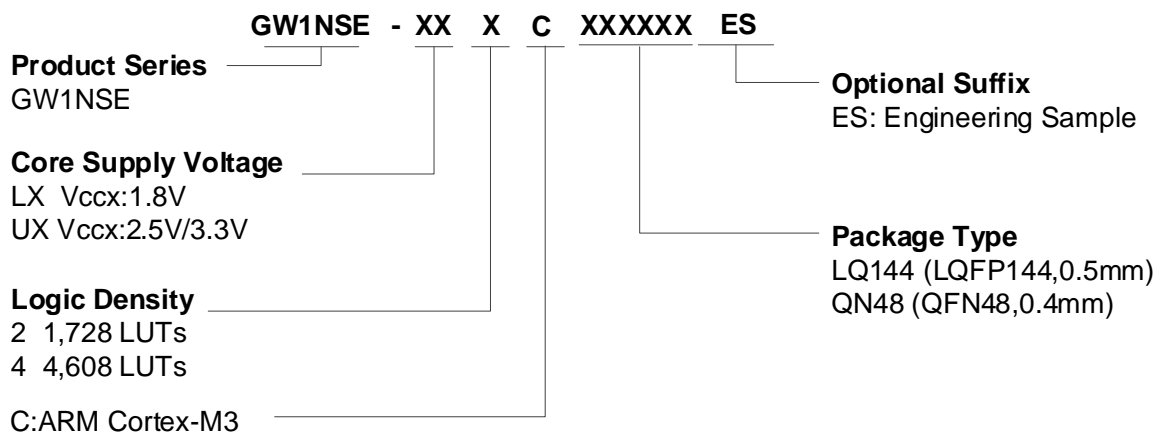 GW1NSE - XX X C XXXXXX ES
Product Series
GW1NSE
Core Supply Voltage
LX Vccx:1.8V
UX Vccx:2.5V/3.3V
Logic Density
2 1,728 LUTs
4 4,608 LUTs
C:ARM Cortex-M3
Optional Suffix
ES: Engineering Sample
Package Type
LQ144 (LQFP144,0.5mm)
QN48 (QFN48,0.4mm)